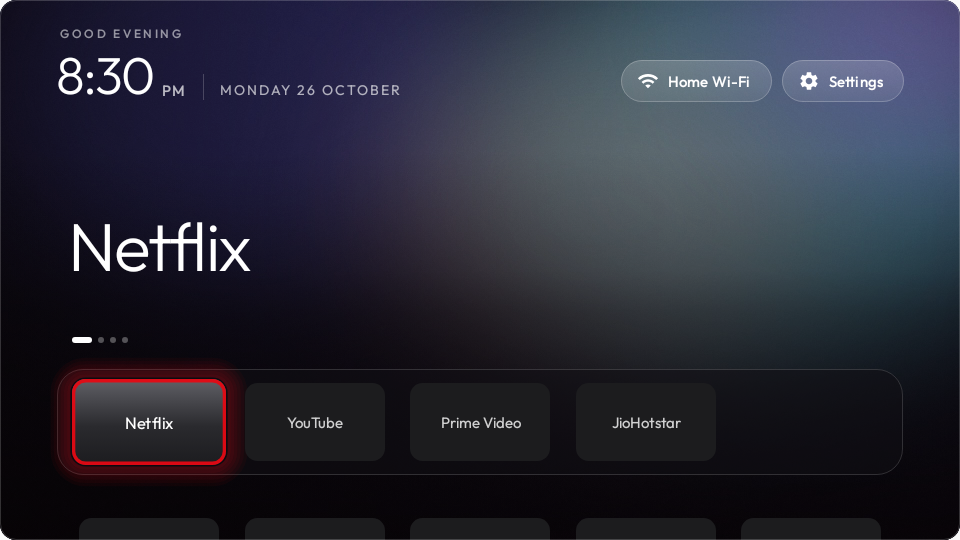 GOOD EVENING
8:30 PM
MONDAY 26 OCTOBER
Home Wi-Fi
Settings
Netflix
Netflix
YouTube
Prime Video
JioHotstar